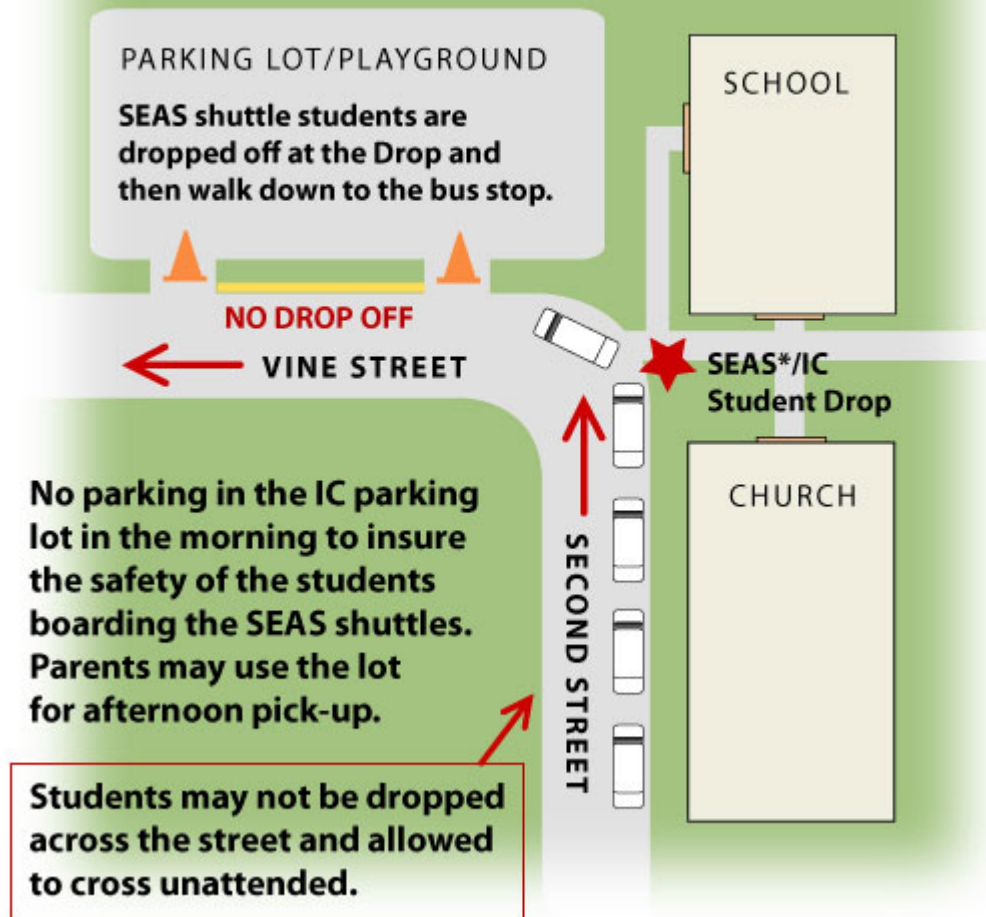 PARKING LOT/PLAYGROUND
SEAS shuttle students are
dropped off at the Drop and
then walk down to the bus stop.
SCHOOL
NO DROP OFF
VINE STREET
SEAS*/IC
Student Drop
CHURCH
SECOND STREET
No parking in the IC parking
lot in the morning to insure
the safety of the students
boarding the SEAS shuttles.
Parents may use the lot
for afternoon pick-up.
Students may not be dropped
across the street and allowed
to cross unattended.